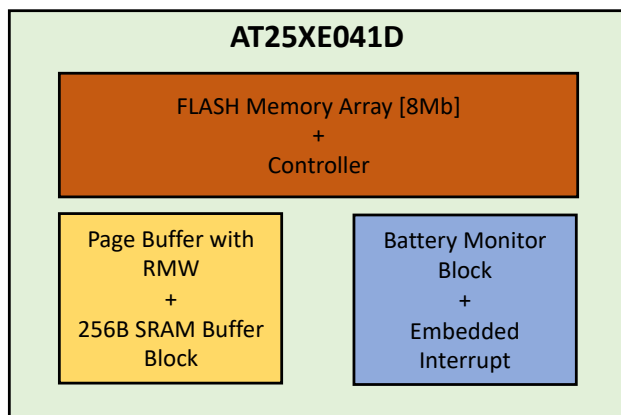 AT25XE041D
FLASH Memory Array [8Mb]
+
Controller
Page Buffer with
RMW
+
256B SRAM Buffer
Block
Battery Monitor
Block
+
Embedded
Interrupt